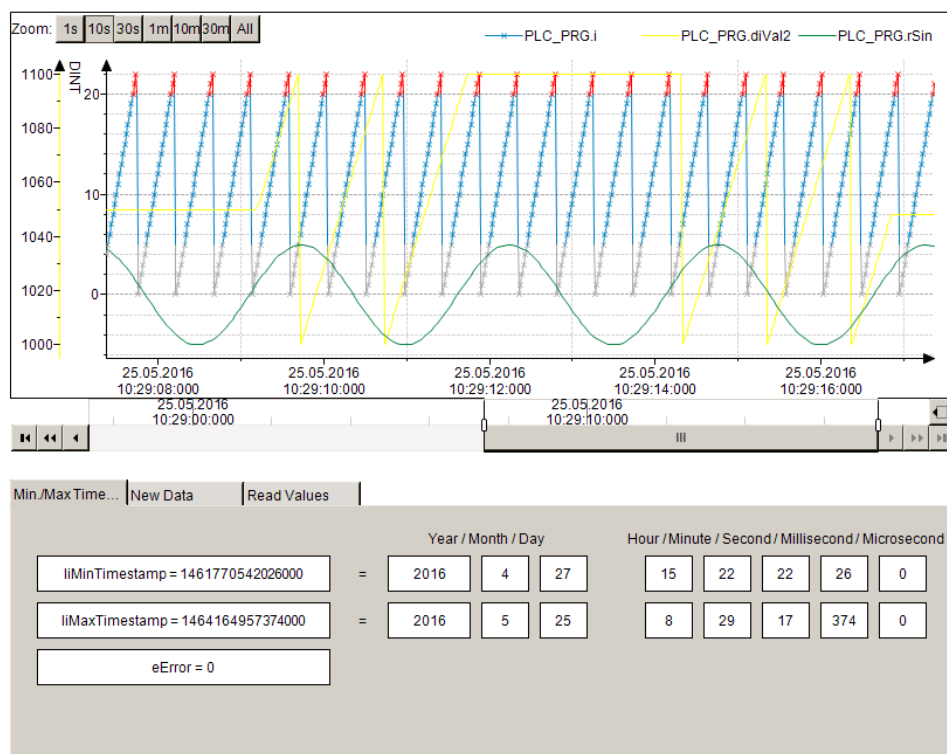 Zoom: 1s 10s 30s 1m 10m 30m All
PLC_PRG.i PLC_PRG.diVal2 PLC_PRG.rSin
DINT
1100
1080
1060
1040
1020
1000
20
10
0
25.05.2016 25.05.2016 25.05.2016 25.05.2016 25.05.2016
10:29:08:000 10:29:10:000 10:29:12:000 10:29:14:000 10:29:16:000
25.05.2016 25.05.2016
10:29:00:000 10:29:10:000
Min./Max Time... New Data Read Values
Year / Month / Day Hour / Minute / Second / Millisecond / Microsecond
liMinTimestamp = 1461770542026000 = 2016 4 27 15 22 22 26 0
liMaxTimestamp = 1464164957374000 = 2016 5 25 8 29 17 374 0
eError = 0